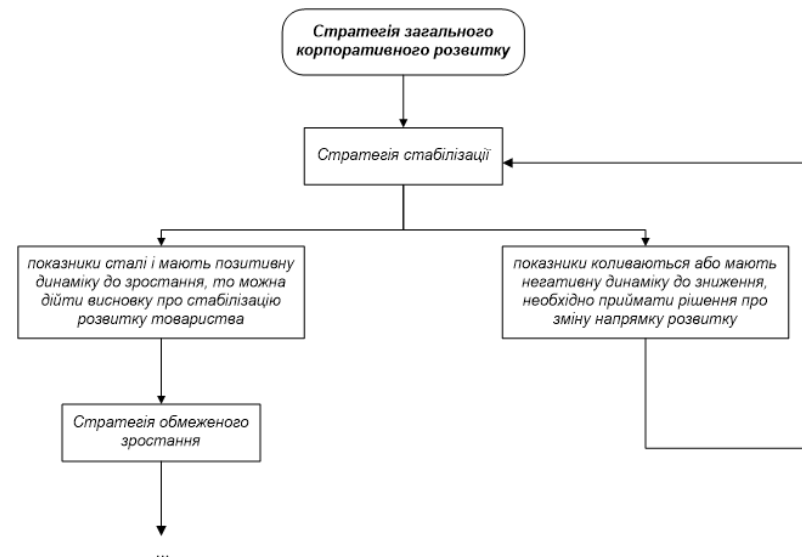 Стратегія загального
корпоративного розвитку
Стратегія стабілізації
показники сталі і мають позитивну
динаміку до зростання, то можна
дійти висновку про стабілізацію
розвитку товариства
показники коливаються або мають
негативну динаміку до зниження,
необхідно приймати рішення про
зміну напрямку розвитку
Стратегія обмеженого
зростання
...